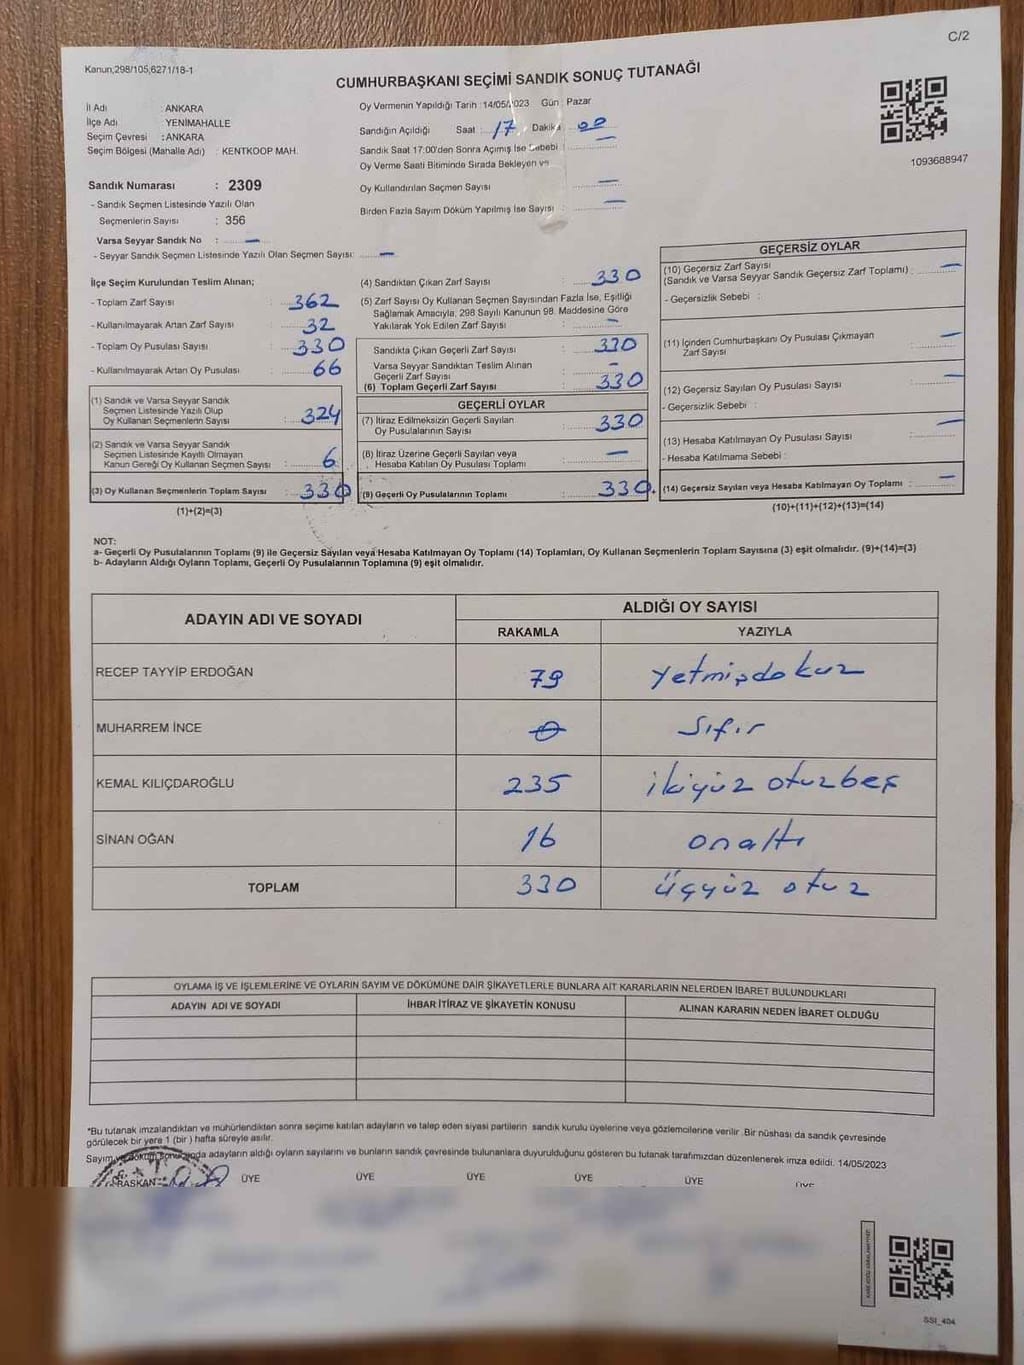 C/2
Kanun,298/105,6271/18-1
CUMHURBAŞKANI SEÇİMİ SANDIK SONUÇ TUTANAĞI
İl Adı : ANKARA
İlçe Adı : YENİMAHALLE
Seçim Çevresi : ANKARA
Seçim Bölgesi (Mahalle Adı) : KENTKOOP MAH.
Sandık Numarası : 2309
- Sandık Seçmen Listesinde Yazılı Olan
Seçmenlerin Sayısı : 356
Varsa Seyyar Sandık No : —
- Seyyar Sandık Seçmen Listesinde Yazılı Olan Seçmen Sayısı: —
Oy Vermenin Yapıldığı Tarih : 14/05/2023 Gün : Pazar
Sandığın Açıldığı Saat : 17 Dakika : 00
Sandık Saat 17:00'den Sonra Açımış İse Sebebi : —
Oy Verme Saati Bitiminde Sırada Bekleyen ve
Oy Kullandırılan Seçmen Sayısı —
Birden Fazla Sayım Döküm Yapılmış İse Sayısı : —
1093688947
İlçe Seçim Kurulundan Teslim Alınan;
- Toplam Zarf Sayısı : 362
- Kullanılmayarak Artan Zarf Sayısı : 32
- Toplam Oy Pusulası Sayısı : 330
- Kullanılmayarak Artan Oy Pusulası : 66
(1) Sandık ve Varsa Seyyar Sandık
Seçmen Listesinde Yazılı Olup
Oy Kullanan Seçmenlerin Sayısı : 324
(2) Sandık ve Varsa Seyyar Sandık
Seçmen Listesinde Kayıtlı Olmayan
Kanun Gereği Oy Kullanan Seçmen Sayısı : 6
(3) Oy Kullanan Seçmenlerin Toplam Sayısı : 330
(1)+(2)=(3)
(4) Sandıktan Çıkan Zarf Sayısı : 330
(5) Zarf Sayısı Oy Kullanan Seçmen Sayısından Fazla İse, Eşitliği
Sağlamak Amacıyla; 298 Sayılı Kanunun 98. Maddesine Göre
Yakılarak Yok Edilen Zarf Sayısı : —
Sandıkta Çıkan Geçerli Zarf Sayısı : 330
Varsa Seyyar Sandıktan Teslim Alınan
Geçerli Zarf Sayısı : —
(6) Toplam Geçerli Zarf Sayısı : 330
GEÇERLİ OYLAR
(7) İtiraz Edilmeksizin Geçerli Sayılan
Oy Pusulalarının Sayısı : 330
(8) İtiraz Üzerine Geçerli Sayılan veya
Hesaba Katılan Oy Pusulası Toplamı : —
(9) Geçerli Oy Pusulalarının Toplamı : 330.
GEÇERSİZ OYLAR
(10) Geçersiz Zarf Sayısı
(Sandık ve Varsa Seyyar Sandık Geçersiz Zarf Toplamı) : —
- Geçersizlik Sebebi :
(11) İçinden Cumhurbaşkanı Oy Pusulası Çıkmayan
Zarf Sayısı : —
(12) Geçersiz Sayılan Oy Pusulası Sayısı : —
- Geçersizlik Sebebi :
(13) Hesaba Katılmayan Oy Pusulası Sayısı : —
- Hesaba Katılmama Sebebi :
(14) Geçersiz Sayılan veya Hesaba Katılmayan Oy Toplamı : —
(10)+(11)+(12)+(13)=(14)
NOT:
a- Geçerli Oy Pusulalarının Toplamı (9) ile Geçersiz Sayılan veya Hesaba Katılmayan Oy Toplamı (14) Toplamları, Oy Kullanan Seçmenlerin Toplam Sayısına (3) eşit olmalıdır. (9)+(14)=(3)
b- Adayların Aldığı Oyların Toplamı, Geçerli Oy Pusulalarının Toplamına (9) eşit olmalıdır.
ADAYIN ADI VE SOYADI ALDIĞI OY SAYISI
RAKAMLA YAZIYLA
RECEP TAYYİP ERDOĞAN 79 yetmişdokuz
MUHARREM İNCE 0 sıfır
KEMAL KILIÇDAROĞLU 235 ikiyüz otuzbeş
SİNAN OĞAN 16 onaltı
TOPLAM 330 üçyüz otuz
OYLAMA İŞ VE İŞLEMLERİNE VE OYLARIN SAYIM VE DÖKÜMÜNE DAİR ŞİKAYETLERLE BUNLARA AİT KARARLARIN NELERDEN İBARET BULUNDUKLARI
ADAYIN ADI VE SOYADI İHBAR İTİRAZ VE ŞİKAYETİN KONUSU ALINAN KARARIN NEDEN İBARET OLDUĞU
*Bu tutanak imzalandıktan ve mühürlendikten sonra seçime katılan adayların ve talep eden siyasi partilerin sandık kurulu üyelerine veya gözlemcilerine verilir .Bir nüshası da sandık çevresinde
görülecek bir yere 1 (bir ) hafta süreyle asılır.
Sayım ve döküm sonucunda adayların aldığı oyların sayılarını ve bunların sandık çevresinde bulunanlara duyurulduğunu gösteren bu tutanak tarafımızdan düzenlenerek imza edildi. 14/05/2023
BAŞKAN ÜYE ÜYE ÜYE ÜYE ÜYE ÜYE
SSI_404